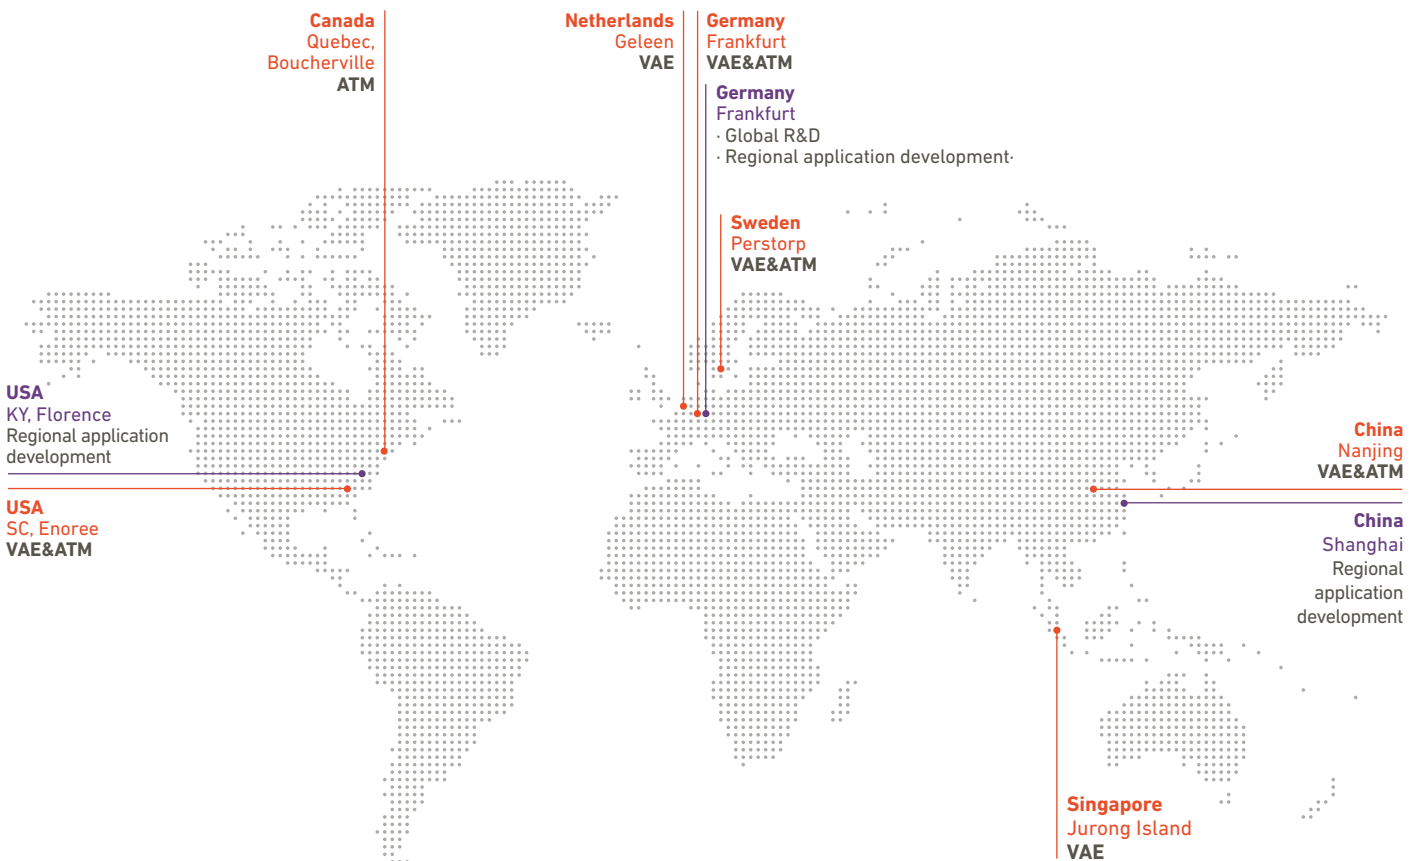 Canada
Quebec,
Boucherville
ATM
Netherlands
Geleen
VAE
Germany
Frankfurt
VAE&ATM
Germany
Frankfurt
· Global R&D
· Regional application development·
Sweden
Perstorp
VAE&ATM
USA
KY, Florence
Regional application
development
USA
SC, Enoree
VAE&ATM
China
Nanjing
VAE&ATM
China
Shanghai
Regional
application
development
Singapore
Jurong Island
VAE